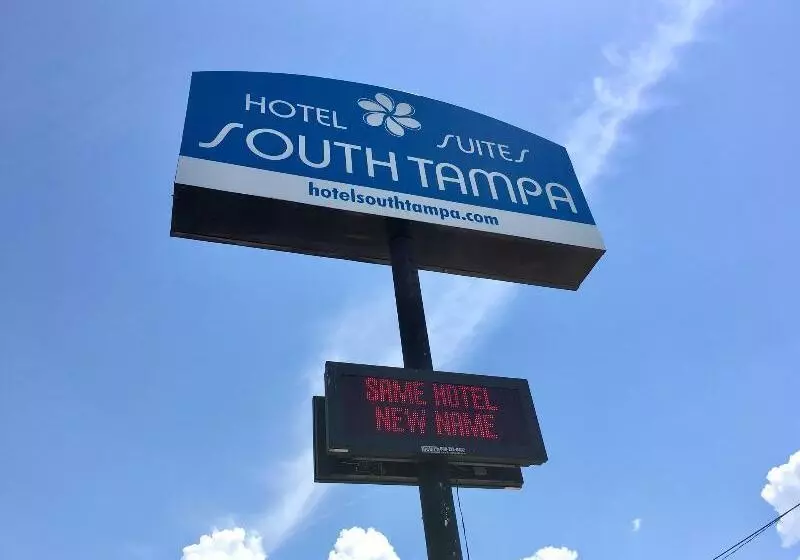 HOTEL SUITES
SOUTH TAMPA
hotelsouthtampa.com
SAME HOTEL
NEW NAME